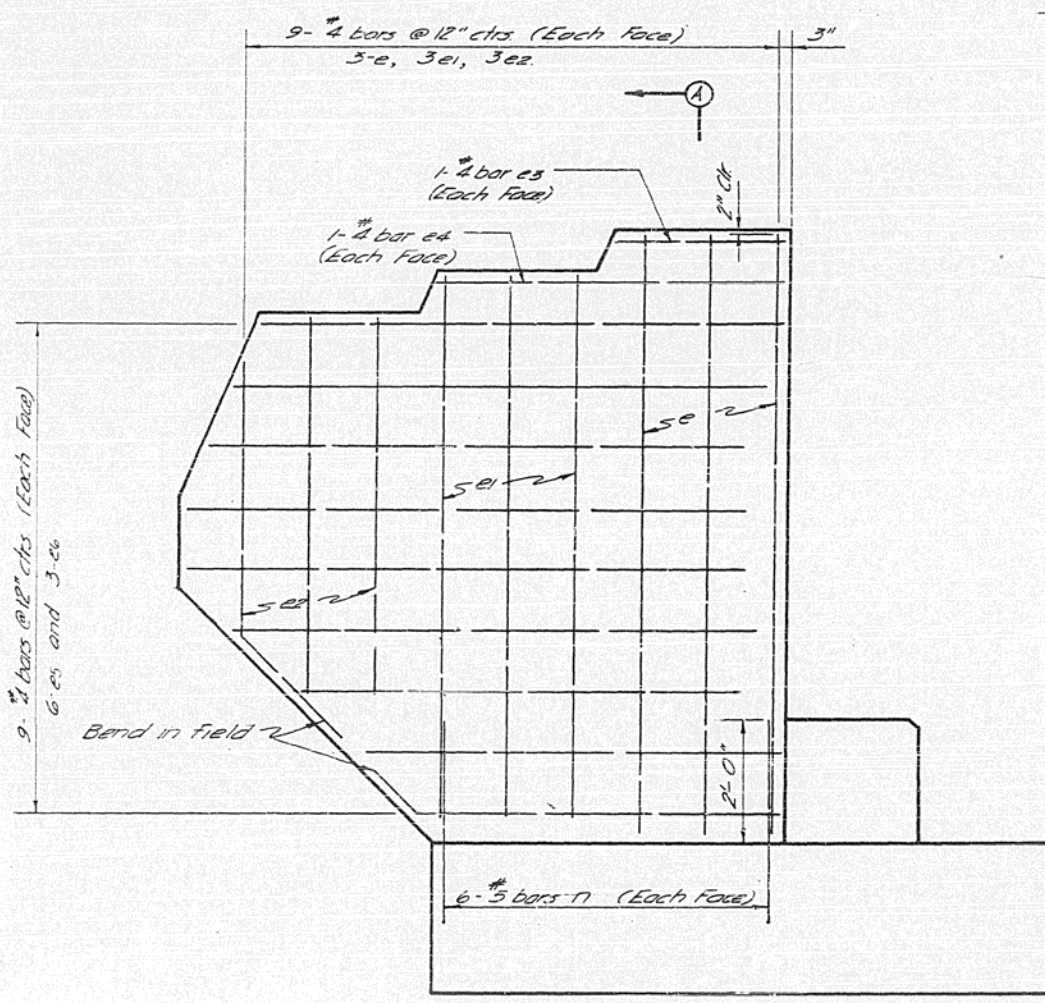 9-#4 bars @ 12" ctrs. (Each Face)
3-e, 3e1, 3e2.
3"
A
1-#4 bar e3
(Each Face)
2" Clr.
1-#4 bar e4
(Each Face)
e
e1
e2
9-#4 bars @ 12" ctrs. (Each Face)
6-e5 and 3-e6
Bend in field
2'-0"
6-#5 bars-n (Each Face)